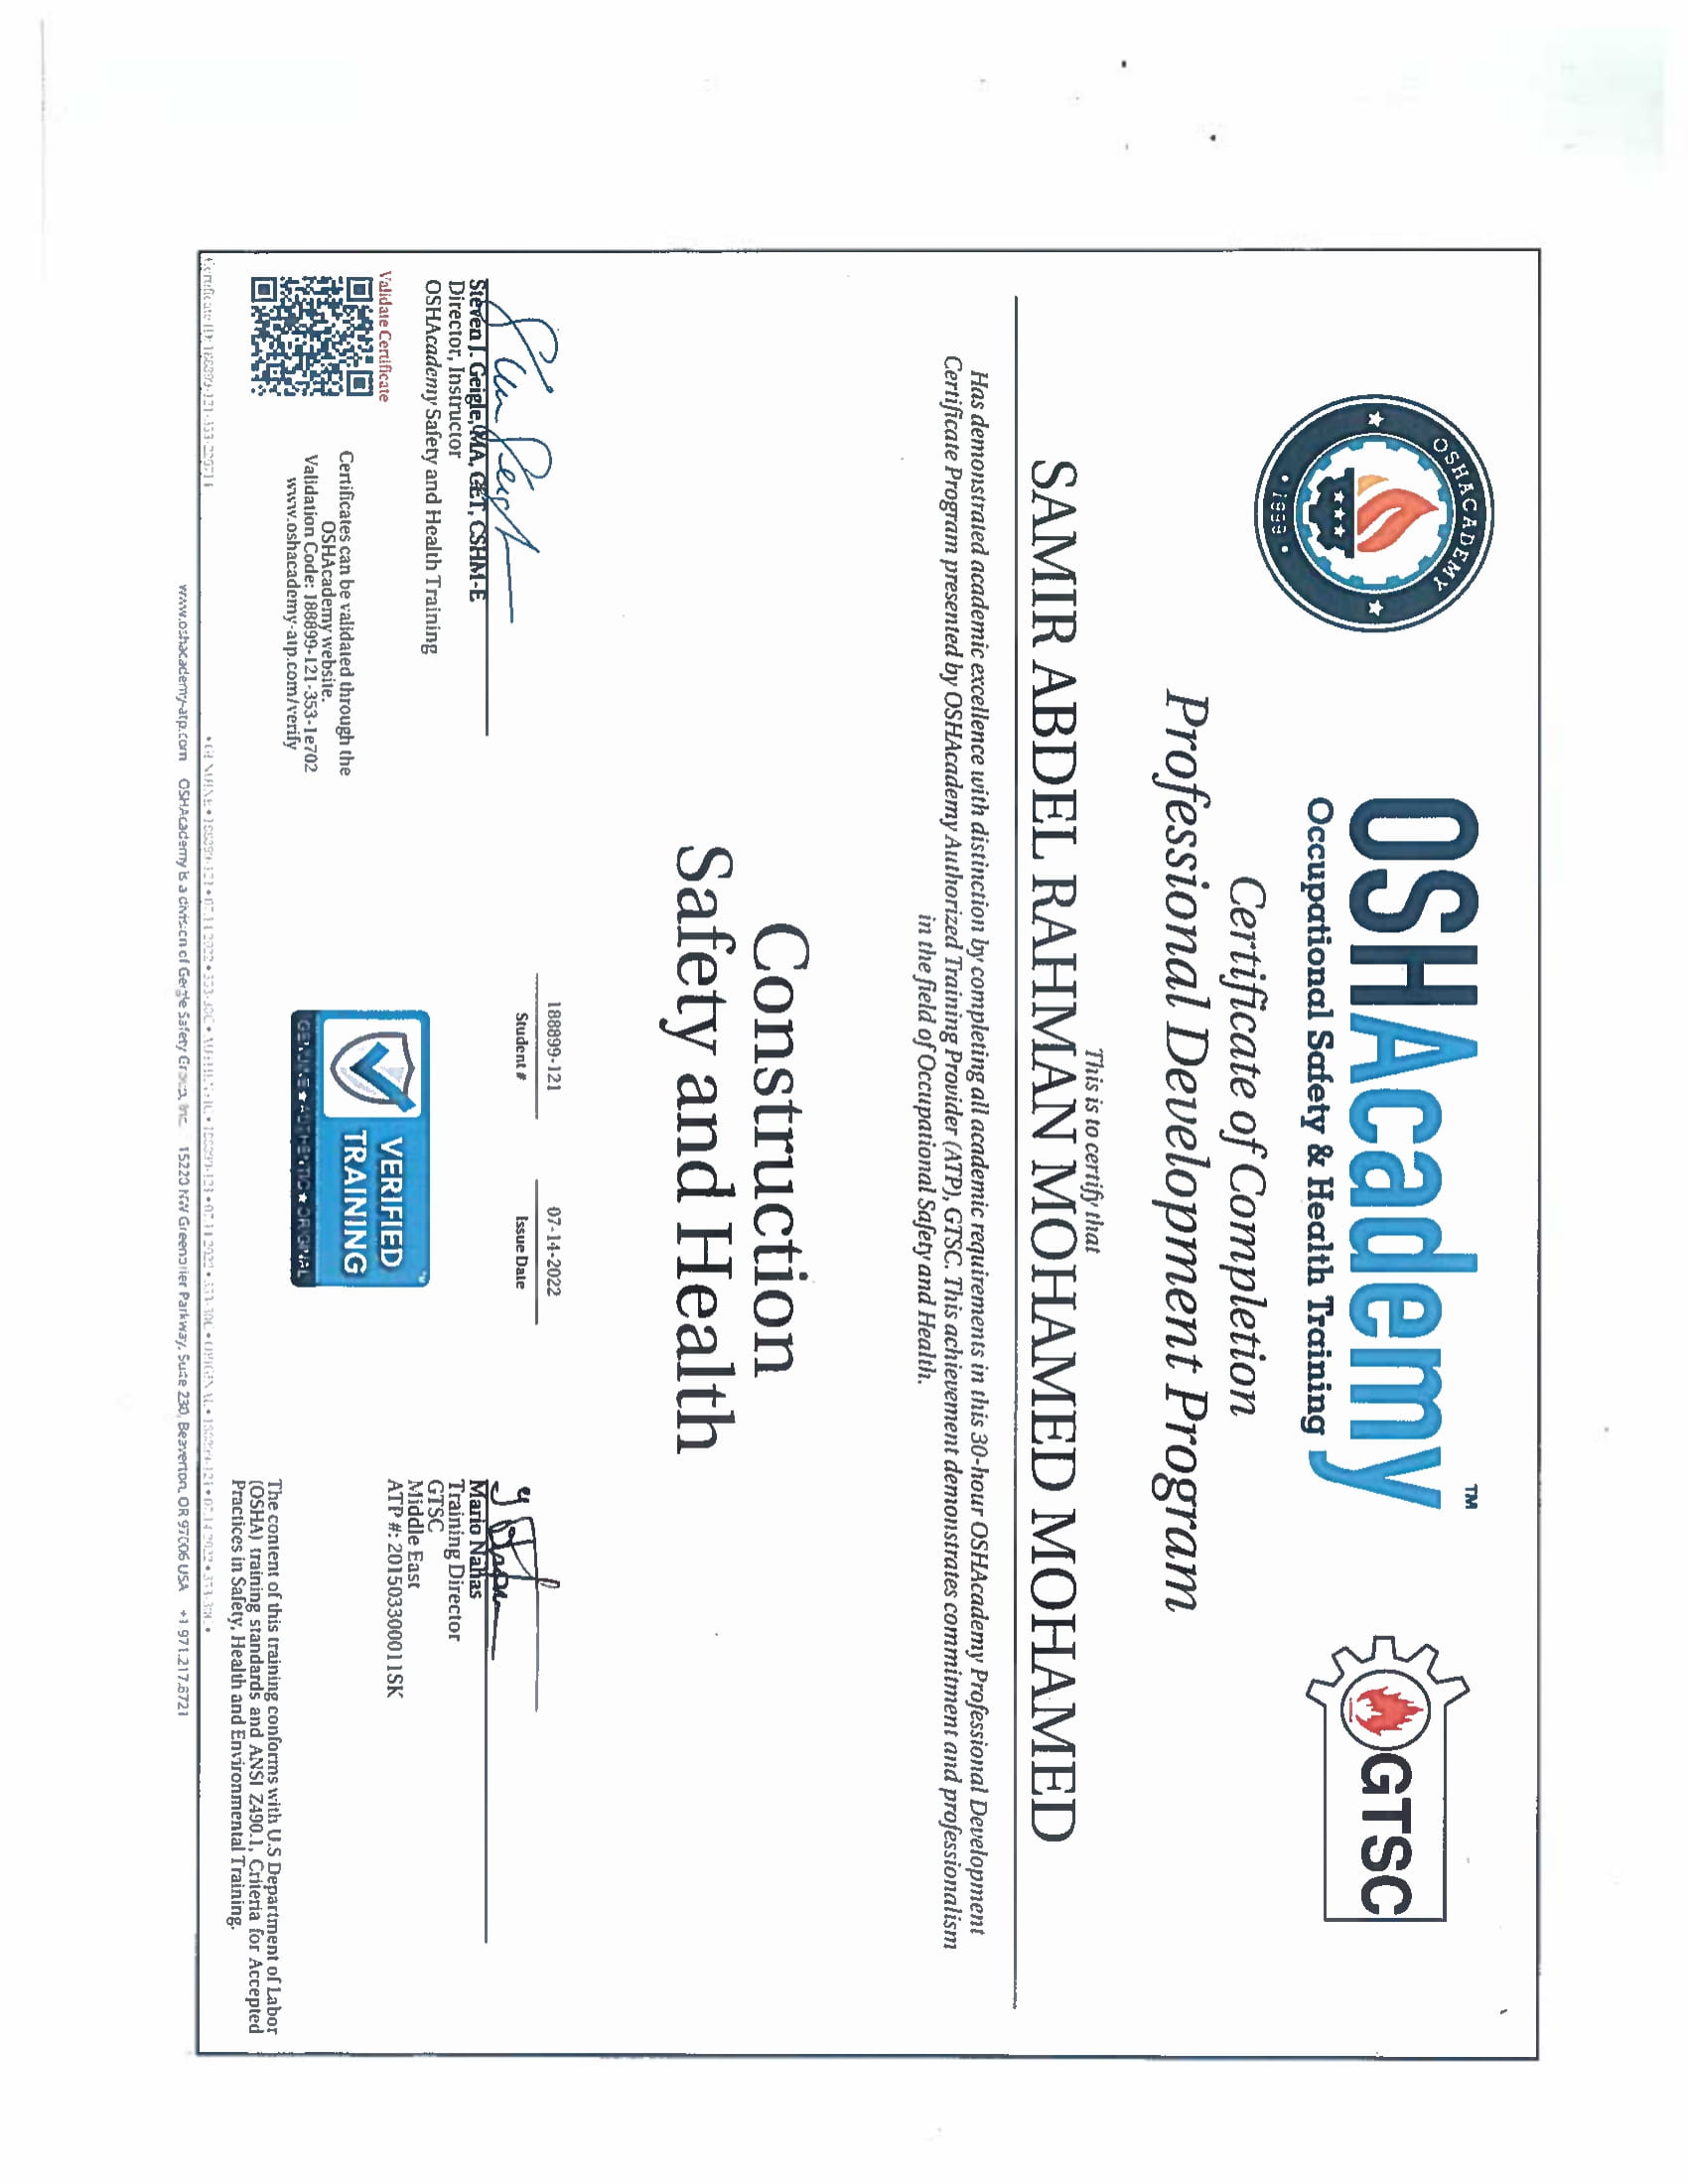 OSHACADEMY
1999
OSHAcademy™
Occupational Safety & Health Training
GTSC
Certificate of Completion
Professional Development Program
This is to certify that
SAMIR ABDEL RAHMAN MOHAMED MOHAMED
Has demonstrated academic excellence with distinction by completing all academic requirements in this 30-hour OSHAcademy Professional Development
Certificate Program presented by OSHAcademy Authorized Training Provider (ATP), GTSC. This achievement demonstrates commitment and professionalism
in the field of Occupational Safety and Health.
Construction
Safety and Health
188899-121
Student #
07-14-2022
Issue Date
Steven J. Geigle, MA, CET, CSHM-E
Director, Instructor
OSHAcademy Safety and Health Training
Mario Nahas
Training Director
GTSC
Middle East
ATP #: 201503300011SK
Validate Certificate
Certificates can be validated through the
OSHAcademy website.
Validation Code: 188899-121-353-1e702
www.oshacademy-atp.com/verify
VERIFIED
TRAINING
GENUINE ★ AUTHENTIC ★ ORIGINAL
The content of this training conforms with U.S Department of Labor
(OSHA) training standards and ANSI Z490.1, Criteria for Accepted
Practices in Safety, Health and Environmental Training.
Certificate ID:
www.oshacademy-atp.com OSHAcademy is a division of Geigle Safety Group, Inc. 15220 NW Greenbrier Parkway, Suite 230, Beaverton, OR 97006 USA +1 971.217.8721